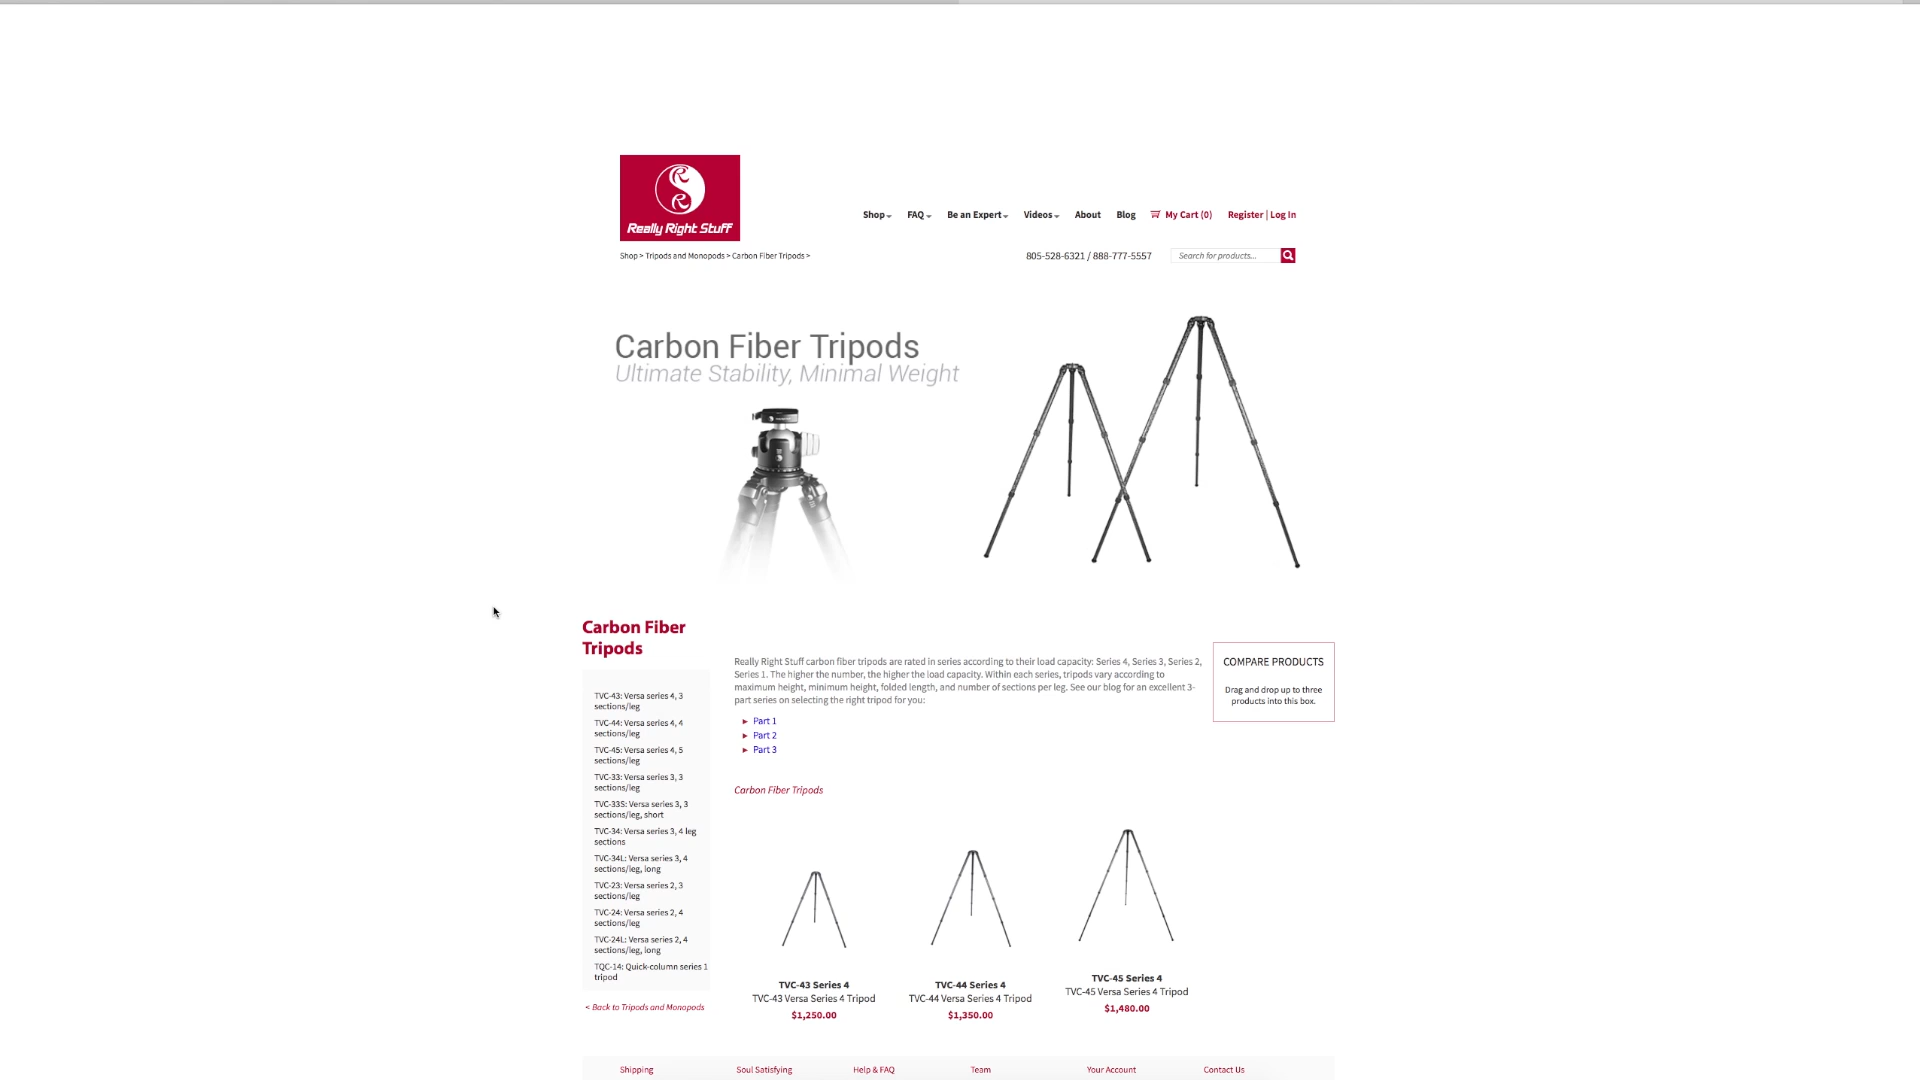 Really Right Stuff
Shop FAQ Be an Expert Videos About Blog My Cart (0) Register | Log In
Shop > Tripods and Monopods > Carbon Fiber Tripods >
805-528-6321 / 888-777-5557
Search for products...
Carbon Fiber Tripods
Ultimate Stability, Minimal Weight
Carbon Fiber
Tripods
TVC-43: Versa series 4, 3
sections/leg
TVC-44: Versa series 4, 4
sections/leg
TVC-45: Versa series 4, 5
sections/leg
TVC-33: Versa series 3, 3
sections/leg
TVC-33S: Versa series 3, 3
sections/leg, short
TVC-34: Versa series 3, 4 leg
sections
TVC-34L: Versa series 3, 4
sections/leg, long
TVC-23: Versa series 2, 3
sections/leg
TVC-24: Versa series 2, 4
sections/leg
TVC-24L: Versa series 2, 4
sections/leg, long
TQC-14: Quick-column series 1
tripod
< Back to Tripods and Monopods
Really Right Stuff carbon fiber tripods are rated in series according to their load capacity: Series 4, Series 3, Series 2,
Series 1. The higher the number, the higher the load capacity. Within each series, tripods vary according to
maximum height, minimum height, folded length, and number of sections per leg. See our blog for an excellent 3-
part series on selecting the right tripod for you:
Part 1
Part 2
Part 3
COMPARE PRODUCTS
Drag and drop up to three
products into this box.
Carbon Fiber Tripods
TVC-43 Series 4
TVC-43 Versa Series 4 Tripod
$1,250.00
TVC-44 Series 4
TVC-44 Versa Series 4 Tripod
$1,350.00
TVC-45 Series 4
TVC-45 Versa Series 4 Tripod
$1,480.00
Shipping Soul Satisfying Help & FAQ Team Your Account Contact Us